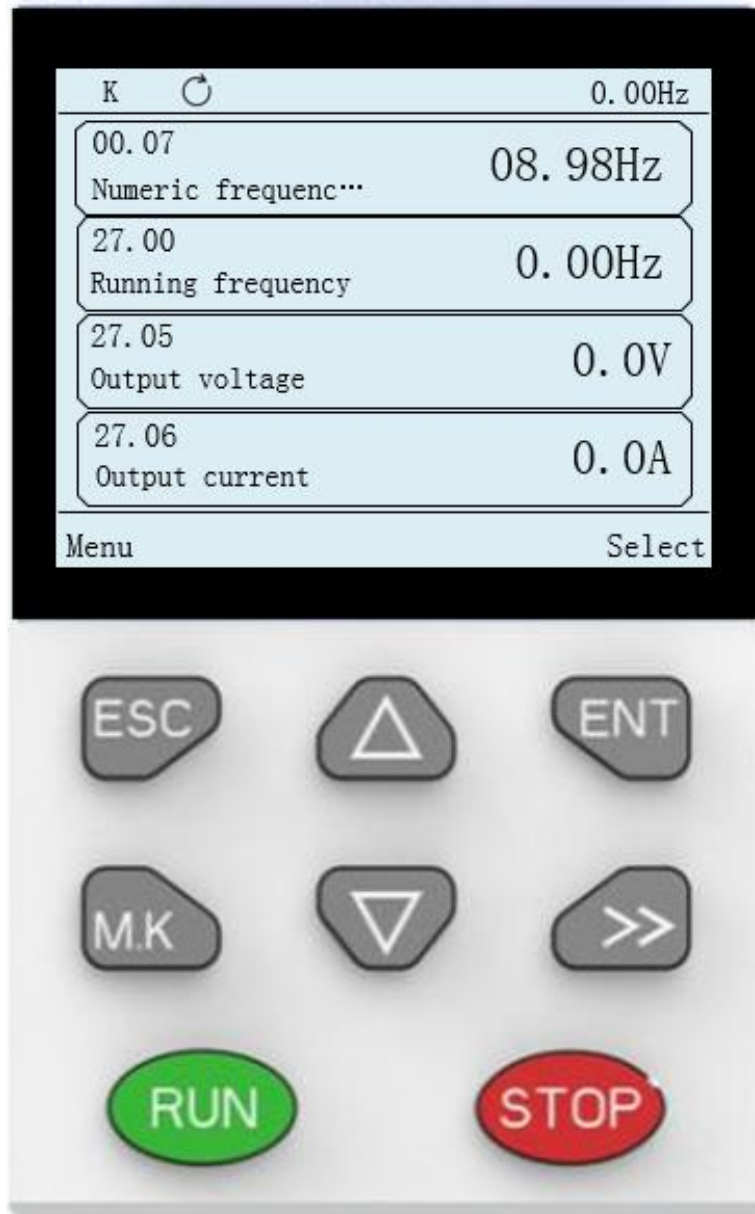 K 0.00Hz
00.07
Numeric frequenc… 08.98Hz
27.00
Running frequency 0.00Hz
27.05
Output voltage 0.0V
27.06
Output current 0.0A
Menu Select
ESC ENT
M.K >>
RUN STOP